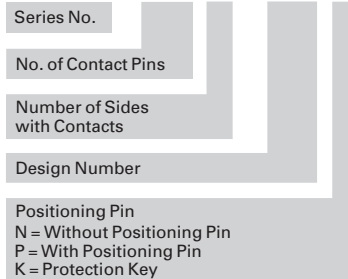 Series No.
No. of Contact Pins
Number of Sides
with Contacts
Design Number
Positioning Pin
N = Without Positioning Pin
P = With Positioning Pin
K = Protection Key